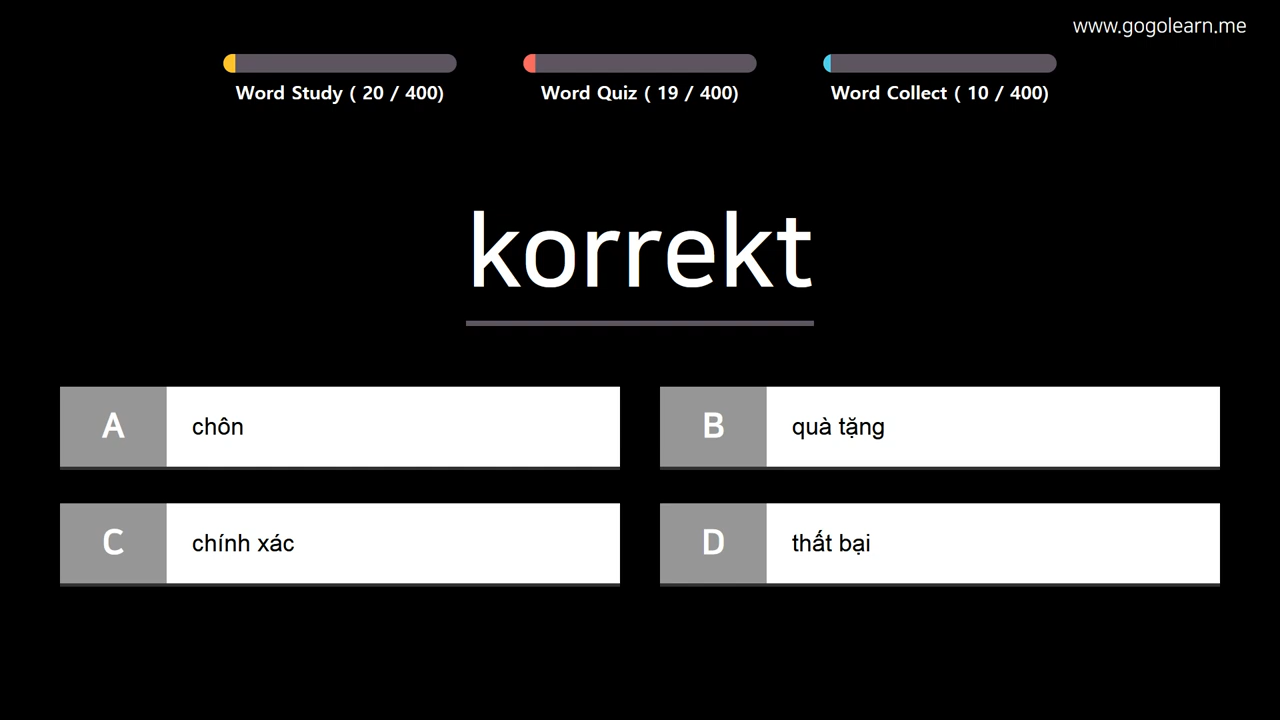 www.gogolearn.me
Word Study ( 20 / 400)
Word Quiz ( 19 / 400)
Word Collect ( 10 / 400)
korrekt
A chôn
B quà tặng
C chính xác
D thất bại